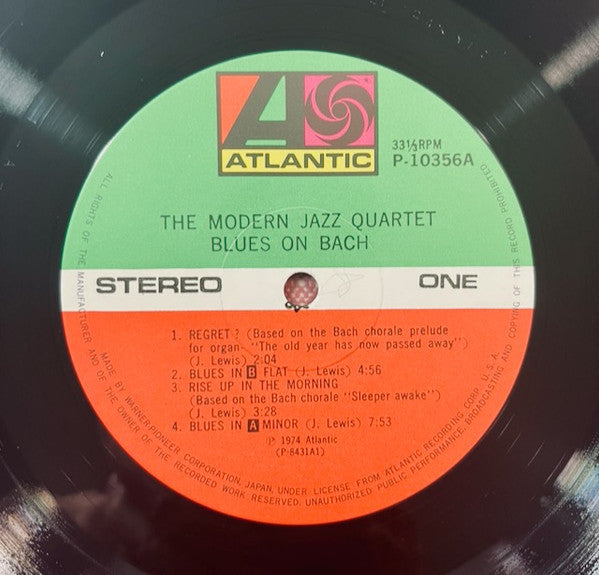 ATLANTIC
33⅓RPM
P-10356A
THE MODERN JAZZ QUARTET
BLUES ON BACH
STEREO
ONE
1. REGRET? (Based on the Bach chorale prelude
for organ- "The old year has now passed away")
(J. Lewis) 2:04
2. BLUES IN B FLAT (J. Lewis) 4:56
3. RISE UP IN THE MORNING
(Based on the Bach chorale "Sleeper awake")
(J. Lewis) 3:28
4. BLUES IN A MINOR (J. Lewis) 7:53
Ⓟ 1974 Atlantic
(P-8431A1)
MADE BY WARNER-PIONEER CORPORATION, JAPAN, UNDER LICENSE FROM ATLANTIC RECORDING CORP. U.S.A.
ALL RIGHTS OF THE MANUFACTURER AND OF THE OWNER OF THE RECORDED WORK RESERVED. UNAUTHORIZED PUBLIC PERFORMANCE, BROADCASTING AND COPYING OF THIS RECORD PROHIBITED